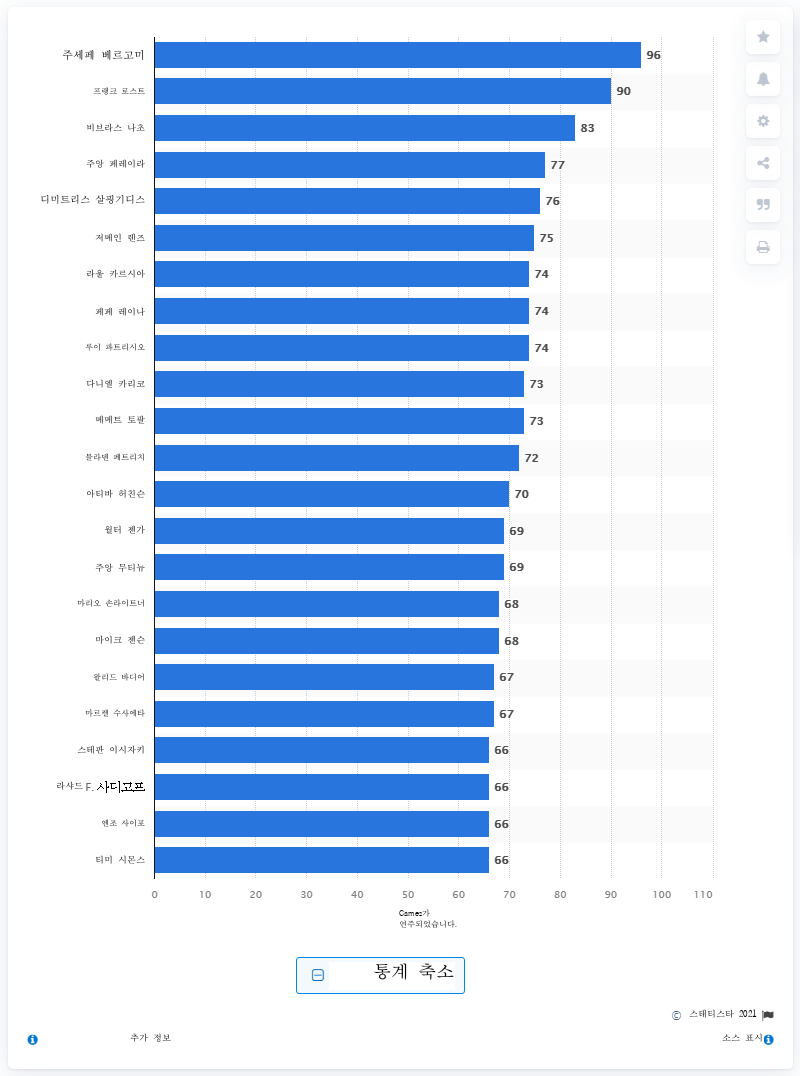 주세페 베르고미 96
프랭크 로스트 90
비브라스 나초 83
주앙 페레이라 77
디미트리스 살핑기디스 76
저메인 렌즈 75
라울 카르시아 74
페페 레이나 74
루이 파트리시오 74
다니엘 카리코 73
메메트 토팔 73
믈라덴 페트리치 72
아티바 허친슨 70
월터 젠가 69
주앙 무티뉴 69
마리오 손라이트너 68
마이크 젠슨 68
왈리드 바디어 67
마르켈 수사에타 67
스테판 이시자키 66
라샤드 F. 사디고프 66
엔조 사이포 66
티미 시몬스 66
0 10 20 30 40 50 60 70 80 90 100 110
Cames가
연주되었습니다.
통계 축소
© 스태티스타 2021
추가 정보 소스 표시